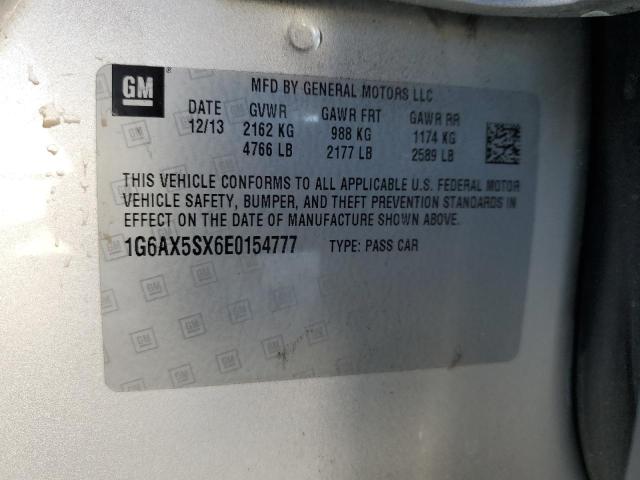 GM
MFD BY GENERAL MOTORS LLC
DATE GVWR GAWR FRT GAWR RR
12/13 2162 KG 988 KG 1174 KG
4766 LB 2177 LB 2589 LB
THIS VEHICLE CONFORMS TO ALL APPLICABLE U.S. FEDERAL MOTOR
VEHICLE SAFETY, BUMPER, AND THEFT PREVENTION STANDARDS IN
EFFECT ON THE DATE OF MANUFACTURE SHOWN ABOVE.
1G6AX5SX6E0154777 TYPE: PASS CAR